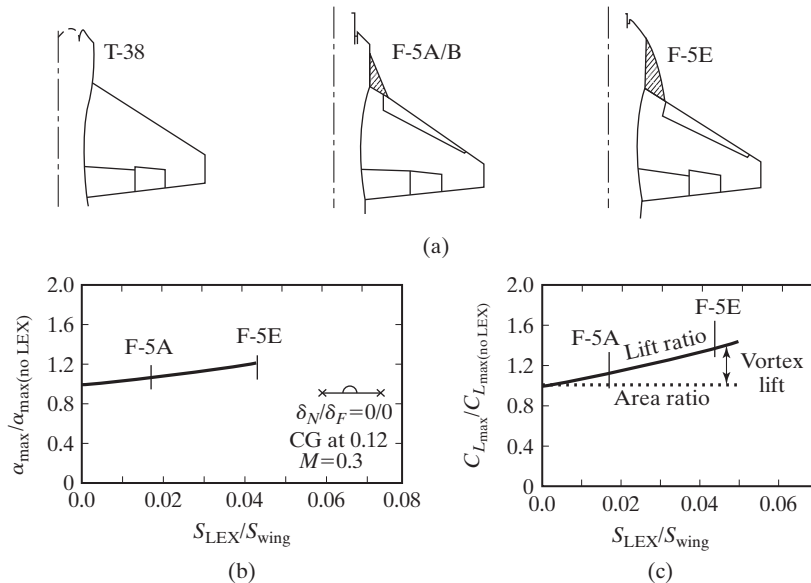 T-38
F-5A/B
F-5E
(a)
(b)
2.0
1.6
1.2
0.8
0.4
0
α_max/α_max(no LEX)
F-5A
F-5E
δ_N/δ_F=0/0
CG at 0.12
M=0.3
0.0 0.02 0.04 0.06 0.08
S_LEX/S_wing
2.0
1.6
1.2
0.8
0.4
0
C_L_max/C_L_max(no LEX)
F-5A
F-5E
Lift ratio
Area ratio
Vortex
lift
0.0 0.02 0.04 0.06
S_LEX/S_wing
(c)